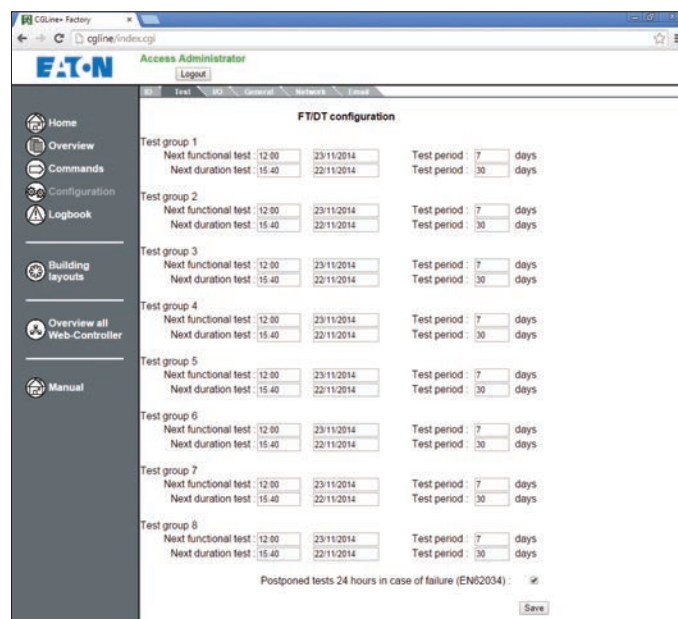 CGLine+ Factory
cgline/index.cgi
EATON
Access Administrator
Logout
ID Test I/O General Network Email
Home
Overview
Commands
Configuration
Logbook
Building layouts
Overview all Web-Controller
Manual
FT/DT configuration
Test group 1
Next functional test : 12:00 23/11/2014 Test period : 7 days
Next duration test : 15:40 22/11/2014 Test period : 30 days
Test group 2
Next functional test : 12:00 23/11/2014 Test period : 7 days
Next duration test : 15:40 22/11/2014 Test period : 30 days
Test group 3
Next functional test : 12:00 23/11/2014 Test period : 7 days
Next duration test : 15:40 22/11/2014 Test period : 30 days
Test group 4
Next functional test : 12:00 23/11/2014 Test period : 7 days
Next duration test : 15:40 22/11/2014 Test period : 30 days
Test group 5
Next functional test : 12:00 23/11/2014 Test period : 7 days
Next duration test : 15:40 22/11/2014 Test period : 30 days
Test group 6
Next functional test : 12:00 23/11/2014 Test period : 7 days
Next duration test : 15:40 22/11/2014 Test period : 30 days
Test group 7
Next functional test : 12:00 23/11/2014 Test period : 7 days
Next duration test : 15:40 22/11/2014 Test period : 30 days
Test group 8
Next functional test : 12:00 23/11/2014 Test period : 7 days
Next duration test : 15:40 22/11/2014 Test period : 30 days
Postponed tests 24 hours in case of failure (EN62034) :
Save